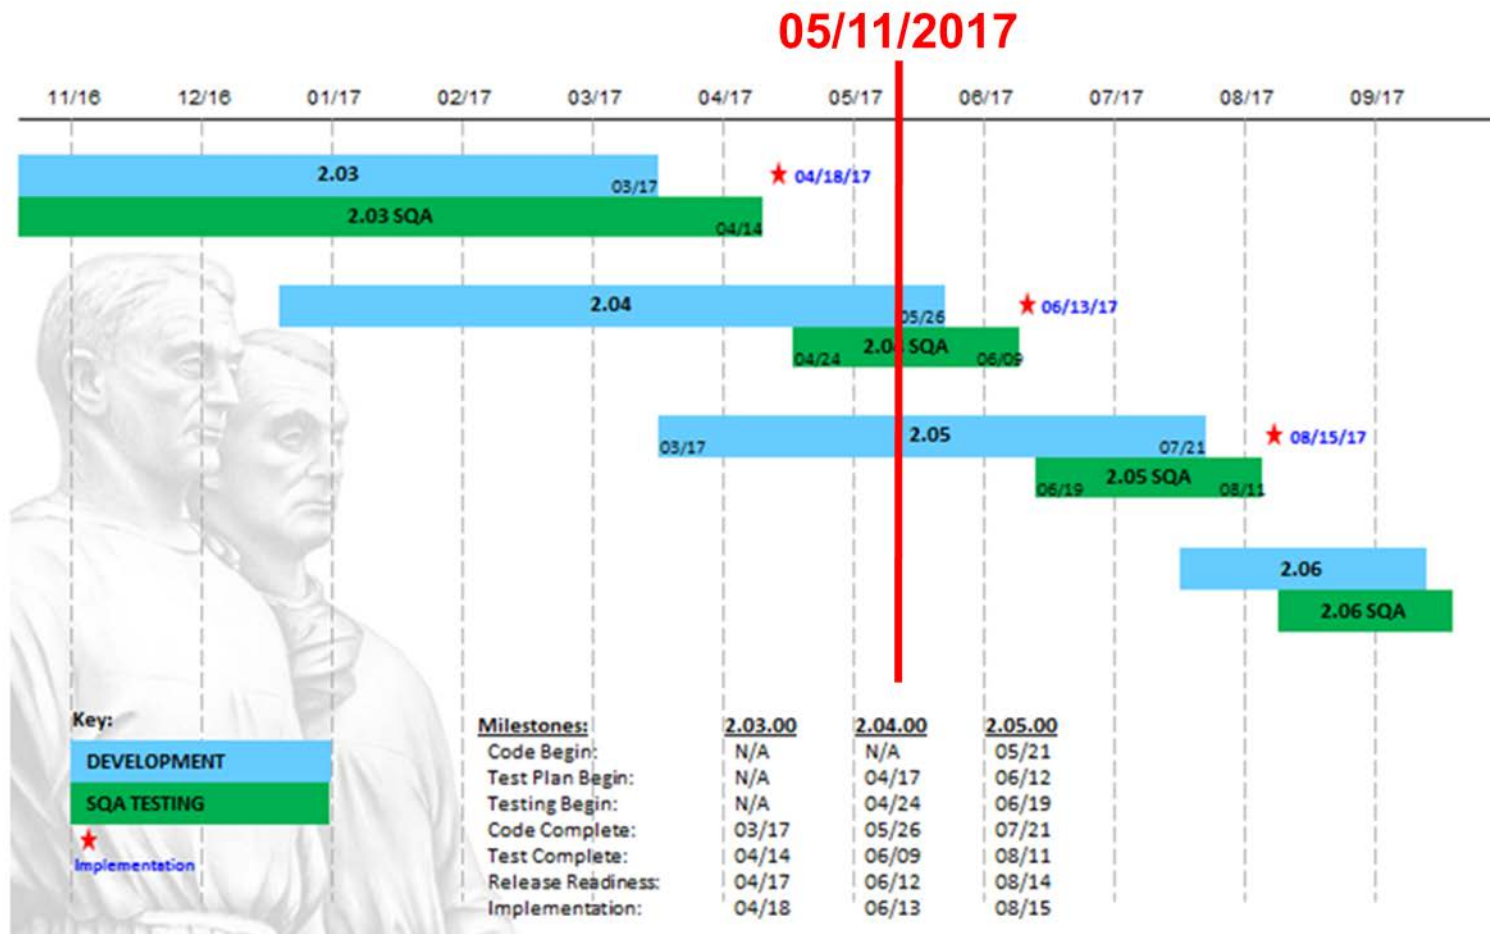 05/11/2017
11/16 12/16 01/17 02/17 03/17 04/17 05/17 06/17 07/17 08/17 09/17
2.03
03/17
04/18/17
2.03 SQA
04/14
2.04
05/26
06/13/17
04/24 2.04 SQA 06/09
2.05
03/17 07/21
08/15/17
06/19 2.05 SQA 08/11
2.06
2.06 SQA
Key:
DEVELOPMENT
SQA TESTING
Implementation
Milestones: 2.03.00 2.04.00 2.05.00
Code Begin: N/A N/A 05/21
Test Plan Begin: N/A 04/17 06/12
Testing Begin: N/A 04/24 06/19
Code Complete: 03/17 05/26 07/21
Test Complete: 04/14 06/09 08/11
Release Readiness: 04/17 06/12 08/14
Implementation: 04/18 06/13 08/15